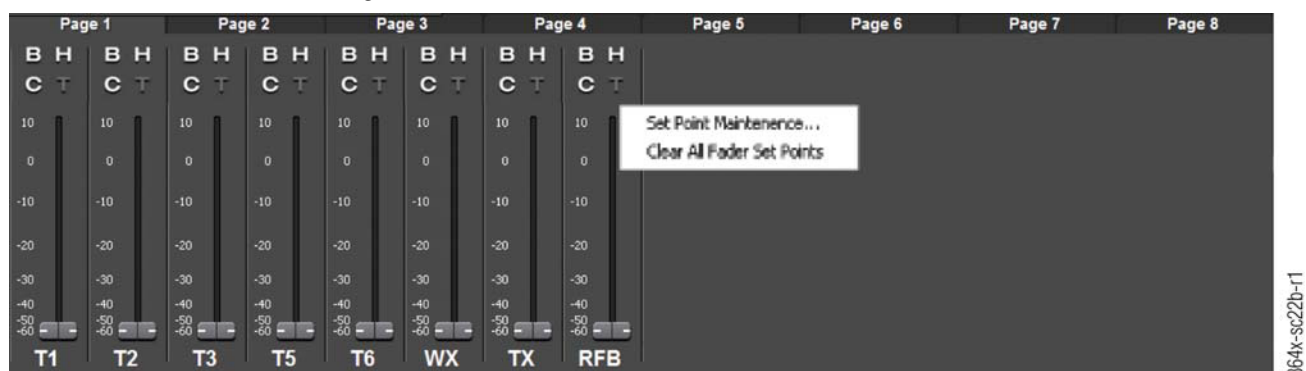 Page 1 Page 2 Page 3 Page 4 Page 5 Page 6 Page 7 Page 8
B H B H B H B H B H B H B H B H
C T C T C T C T C T C T C T C T
10 10 10 10 10 10 10 10
Set Point Maintenence...
0 0 0 0 0 0 0 0
Clear All Fader Set Points
-10 -10 -10 -10 -10 -10 -10 -10
-20 -20 -20 -20 -20 -20 -20 -20
-30 -30 -30 -30 -30 -30 -30 -30
-40 -40 -40 -40 -40 -40 -40 -40
-50 -50 -50 -50 -50 -50 -50 -50
-60 -60 -60 -60 -60 -60 -60 -60
T1 T2 T3 T5 T6 WX TX RFB
364x-sc22b-r1